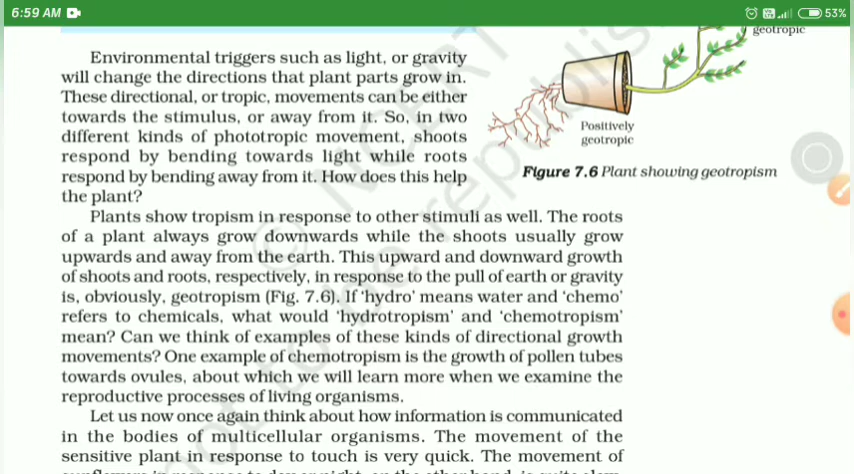 6:59 AM
53%
geotropic
Environmental triggers such as light, or gravity
will change the directions that plant parts grow in.
These directional, or tropic, movements can be either
towards the stimulus, or away from it. So, in two
different kinds of phototropic movement, shoots
respond by bending towards light while roots
respond by bending away from it. How does this help
the plant?
Positively
geotropic
Figure 7.6 Plant showing geotropism
Plants show tropism in response to other stimuli as well. The roots
of a plant always grow downwards while the shoots usually grow
upwards and away from the earth. This upward and downward growth
of shoots and roots, respectively, in response to the pull of earth or gravity
is, obviously, geotropism (Fig. 7.6). If ‘hydro’ means water and ‘chemo’
refers to chemicals, what would ‘hydrotropism’ and ‘chemotropism’
mean? Can we think of examples of these kinds of directional growth
movements? One example of chemotropism is the growth of pollen tubes
towards ovules, about which we will learn more when we examine the
reproductive processes of living organisms.
Let us now once again think about how information is communicated
in the bodies of multicellular organisms. The movement of the
sensitive plant in response to touch is very quick. The movement of